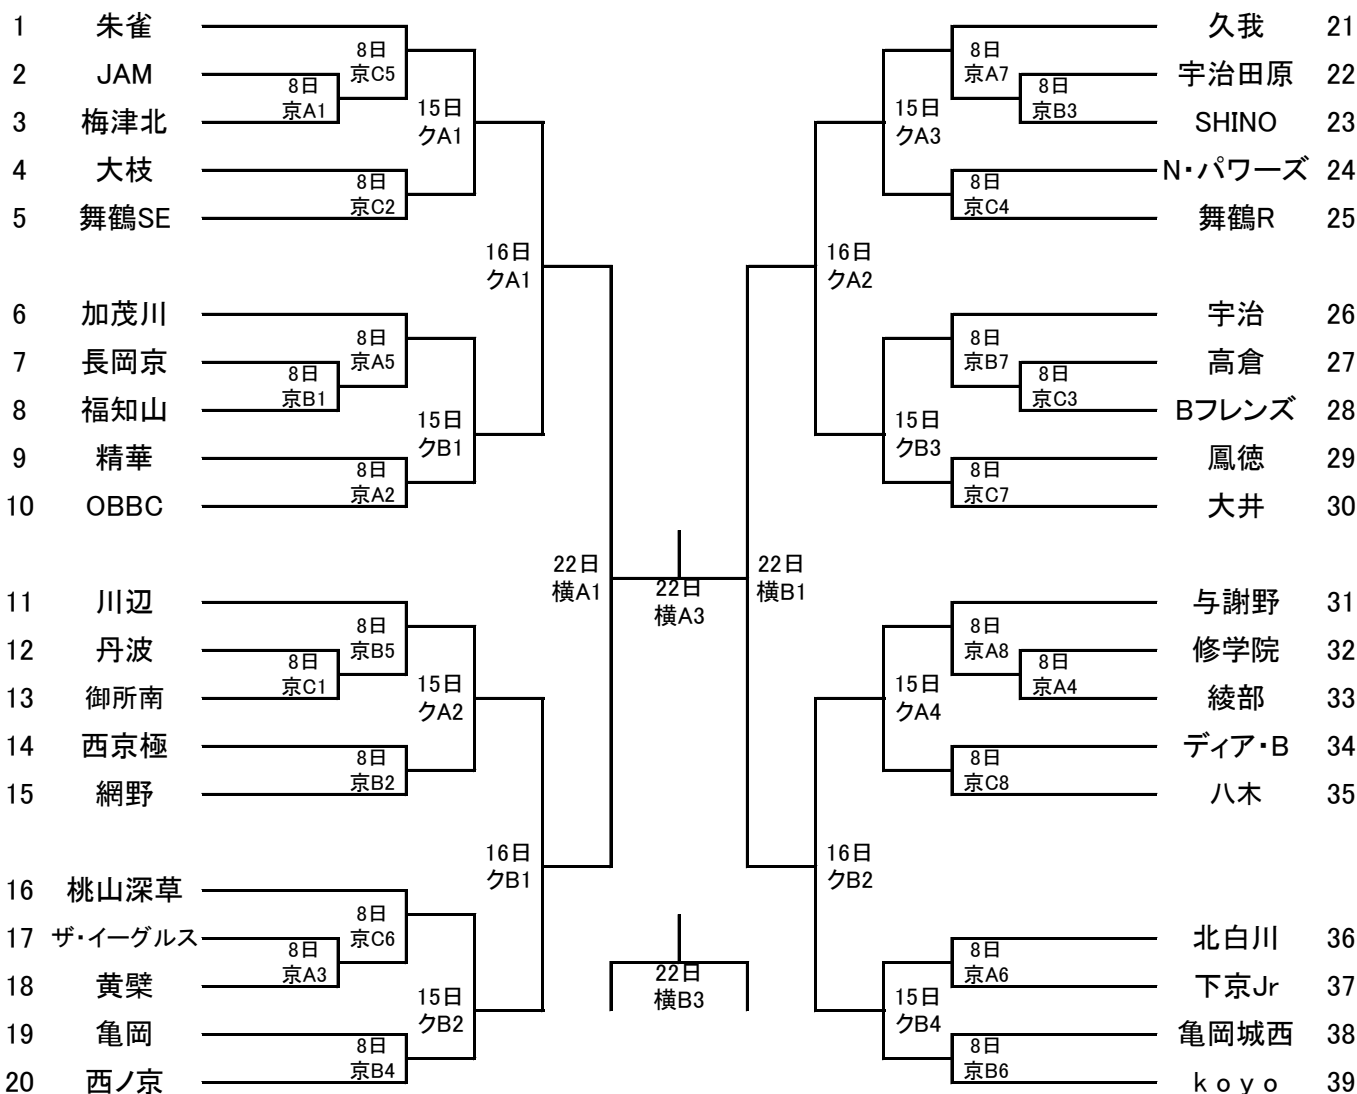 1 朱雀
2 JAM
3 梅津北
4 大枝
5 舞鶴SE
6 加茂川
7 長岡京
8 福知山
9 精華
10 OBBC
11 川辺
12 丹波
13 御所南
14 西京極
15 網野
16 桃山深草
17 ザ・イーグルス
18 黄檗
19 亀岡
20 西ノ京
8日
京A1
8日
京B1
8日
京C1
8日
京A3
8日
京C5
8日
京C2
8日
京A5
8日
京A2
8日
京B5
8日
京B2
8日
京C6
8日
京B4
15日
クA1
15日
クB1
15日
クA2
15日
クB2
16日
クA1
16日
クB1
22日
横A1
22日
横A3
22日
横B3
22日
横B1
16日
クA2
16日
クB2
15日
クA3
15日
クB3
15日
クA4
15日
クB4
8日
京A7
8日
京C4
8日
京B7
8日
京C7
8日
京A8
8日
京C8
8日
京A6
8日
京B6
8日
京B3
8日
京C3
8日
京A4
久我 21
宇治田原 22
SHINO 23
N・パワーズ 24
舞鶴R 25
宇治 26
高倉 27
Bフレンズ 28
鳳徳 29
大井 30
与謝野 31
修学院 32
綾部 33
ディア・B 34
八木 35
北白川 36
下京Jr 37
亀岡城西 38
koyo 39